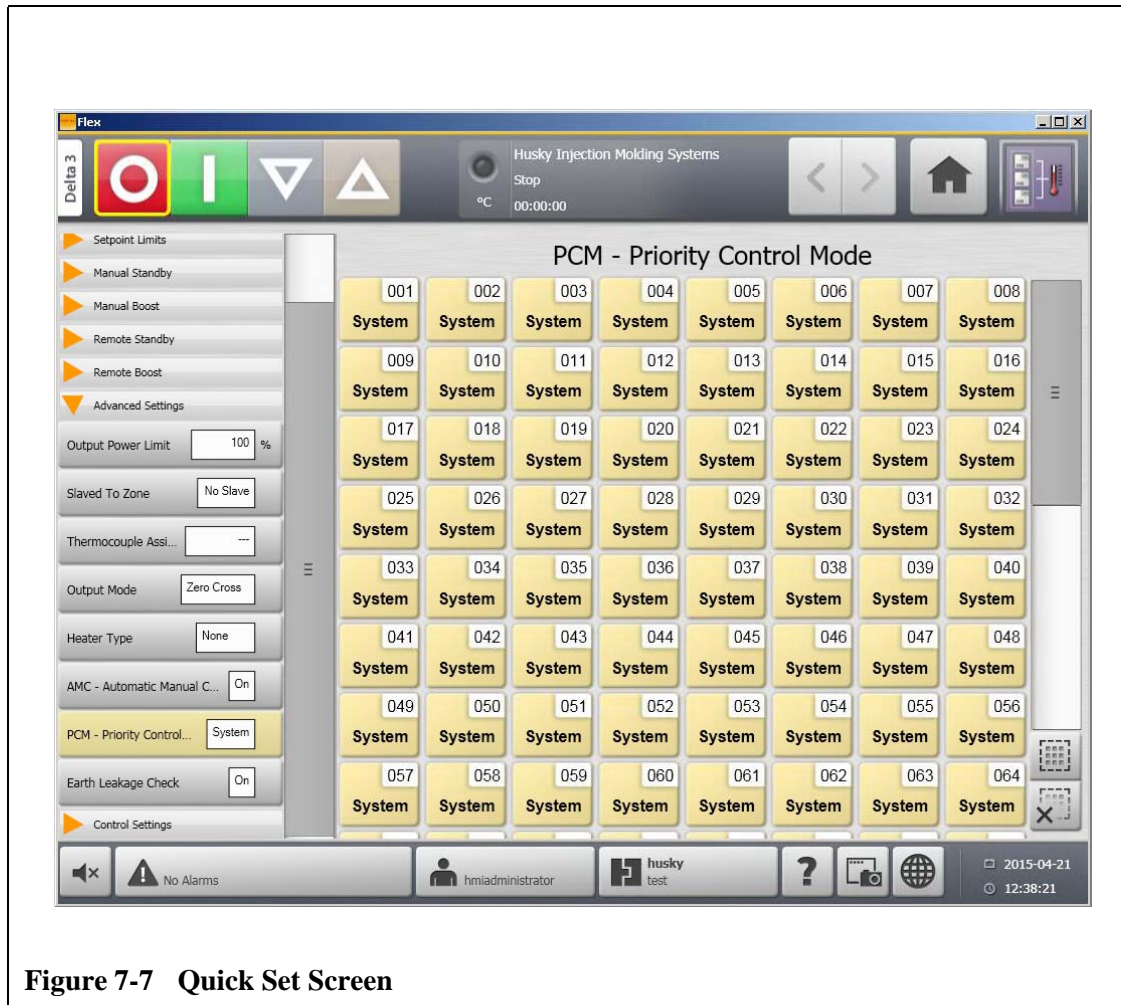 Flex
Delta 3
Husky Injection Molding Systems
Stop
°C 00:00:00
Setpoint Limits
Manual Standby
Manual Boost
Remote Standby
Remote Boost
Advanced Settings
Output Power Limit 100 %
Slaved To Zone No Slave
Thermocouple Assi... ---
Output Mode Zero Cross
Heater Type None
AMC - Automatic Manual C... On
PCM - Priority Control... System
Earth Leakage Check On
Control Settings
PCM - Priority Control Mode
001 002 003 004 005 006 007 008
System System System System System System System System
009 010 011 012 013 014 015 016
System System System System System System System System
017 018 019 020 021 022 023 024
System System System System System System System System
025 026 027 028 029 030 031 032
System System System System System System System System
033 034 035 036 037 038 039 040
System System System System System System System System
041 042 043 044 045 046 047 048
System System System System System System System System
049 050 051 052 053 054 055 056
System System System System System System System System
057 058 059 060 061 062 063 064
System System System System System System System System
No Alarms
hmiadministrator
husky
test
?
2015-04-21
12:38:21
Figure 7-7 Quick Set Screen